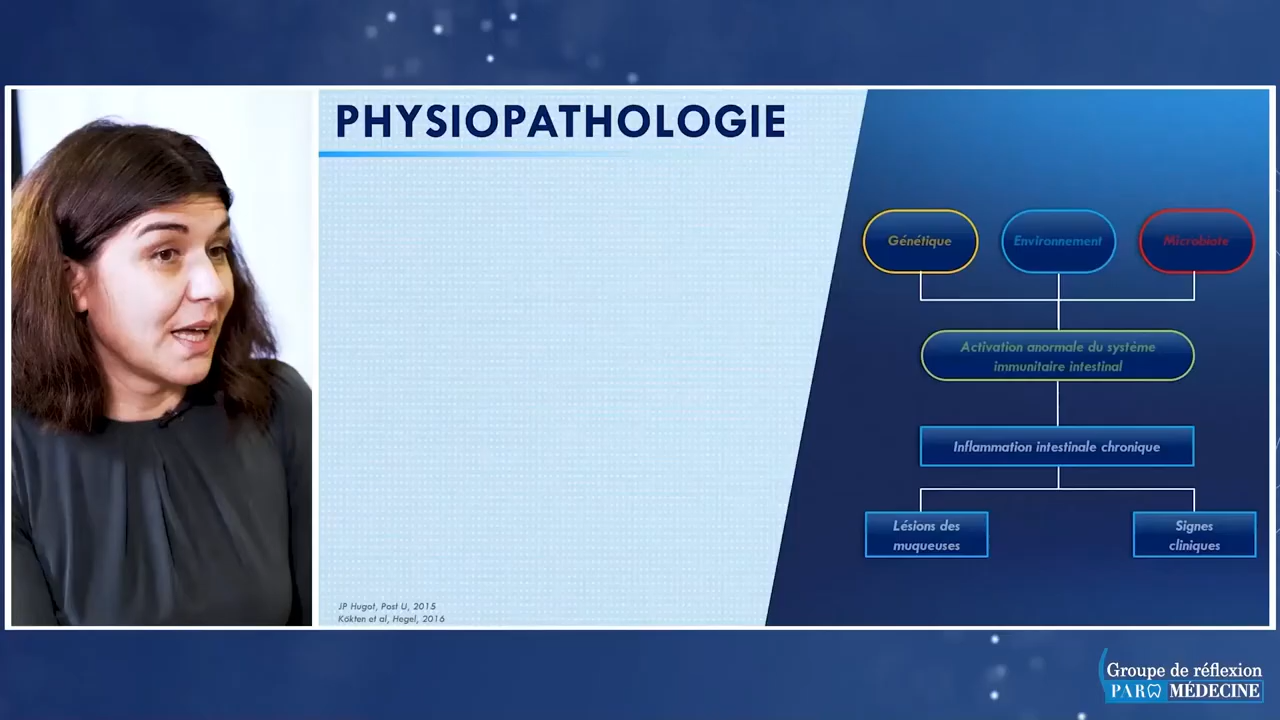 PHYSIOPATHOLOGIE
Génétique
Environnement
Microbiote
Activation anormale du système
immunitaire intestinal
Inflammation intestinale chronique
Lésions des
muqueuses
Signes
cliniques
JP Hugot, Post U, 2015
Kökten et al, Hegel, 2016
Groupe de réflexion
PARO MÉDECINE